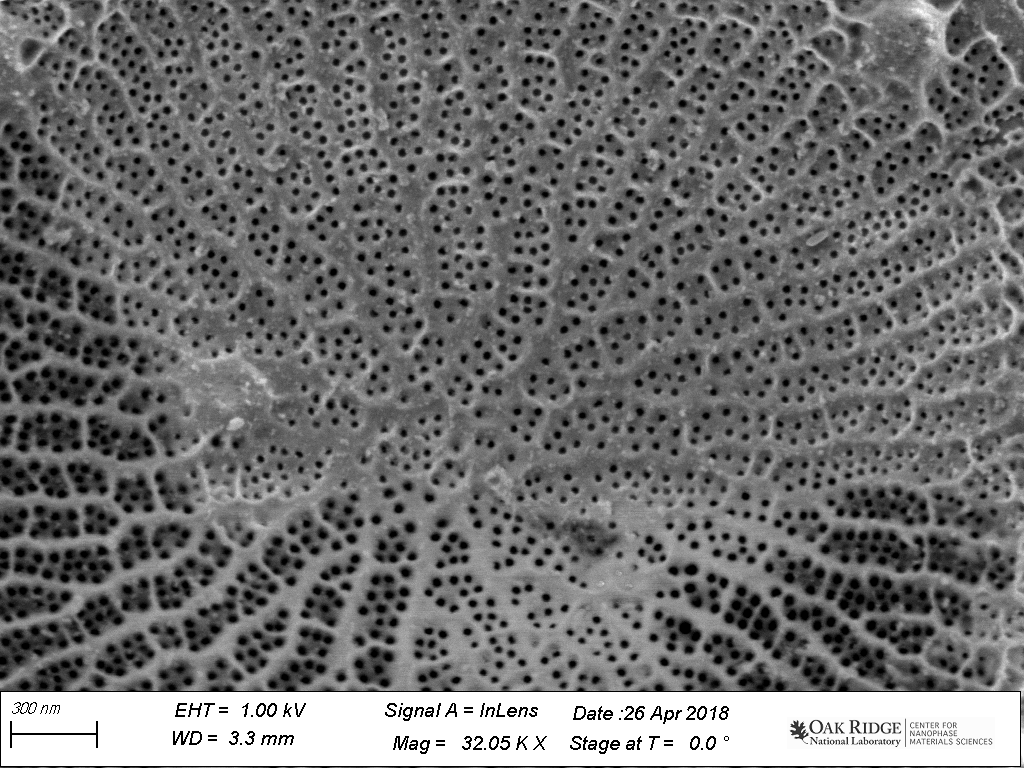 300 nm
EHT = 1.00 kV
Signal A = InLens
Date :26 Apr 2018
WD = 3.3 mm
Mag = 32.05 K X
Stage at T = 0.0 °
OAK RIDGE
National Laboratory
CENTER FOR
NANOPHASE
MATERIALS SCIENCES